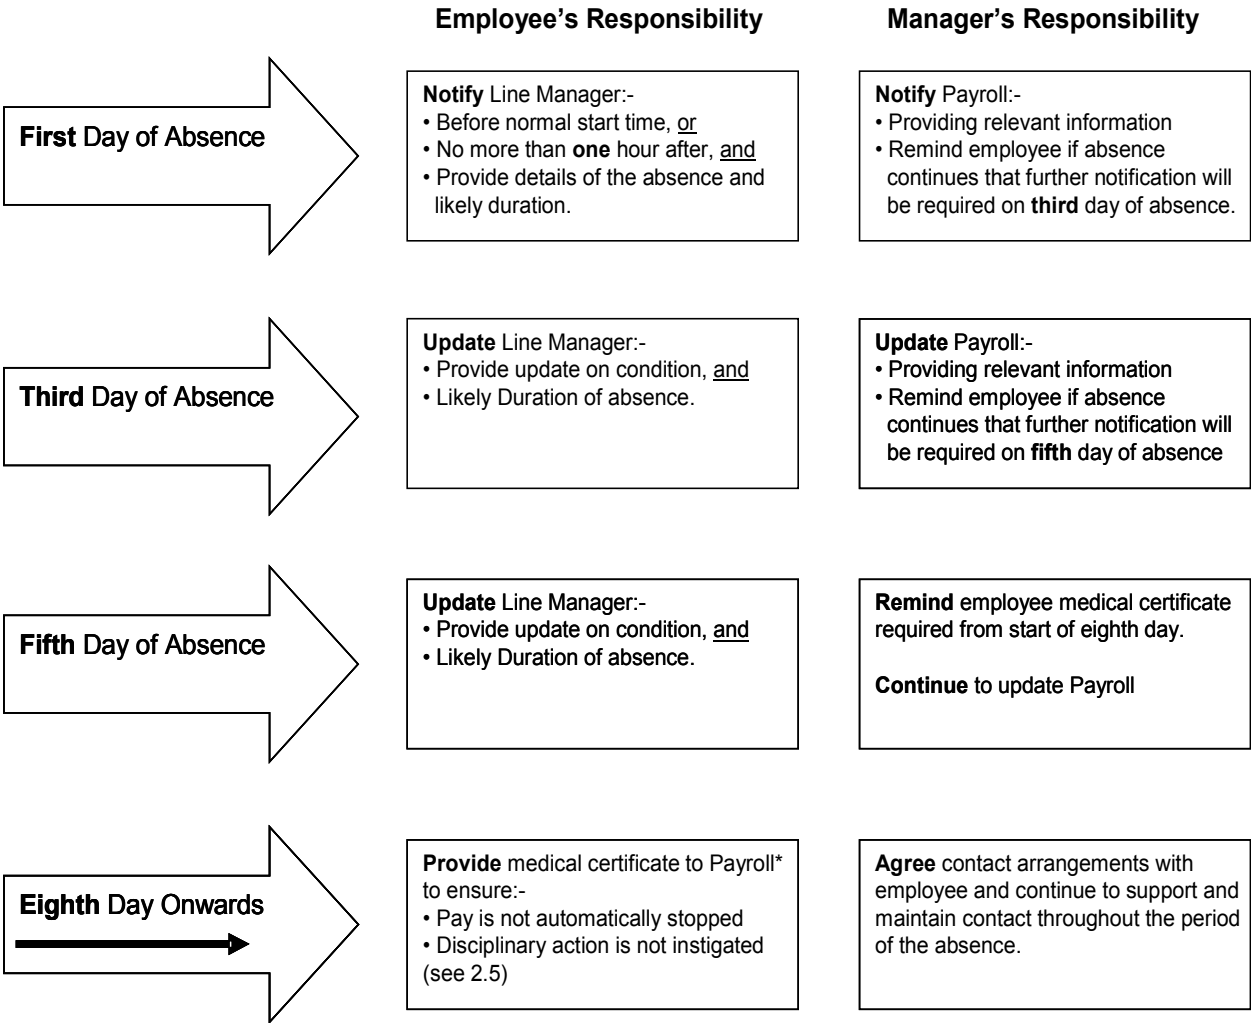 Employee's Responsibility
Manager's Responsibility
First Day of Absence
Notify Line Manager:-
• Before normal start time, or
• No more than one hour after, and
• Provide details of the absence and
likely duration.
Notify Payroll:-
• Providing relevant information
• Remind employee if absence
continues that further notification will
be required on third day of absence.
Third Day of Absence
Update Line Manager:-
• Provide update on condition, and
• Likely Duration of absence.
Update Payroll:-
• Providing relevant information
• Remind employee if absence
continues that further notification will
be required on fifth day of absence
Fifth Day of Absence
Update Line Manager:-
• Provide update on condition, and
• Likely Duration of absence.
Remind employee medical certificate
required from start of eighth day.
Continue to update Payroll
Eighth Day Onwards
Provide medical certificate to Payroll*
to ensure:-
• Pay is not automatically stopped
• Disciplinary action is not instigated
(see 2.5)
Agree contact arrangements with
employee and continue to support and
maintain contact throughout the period
of the absence.